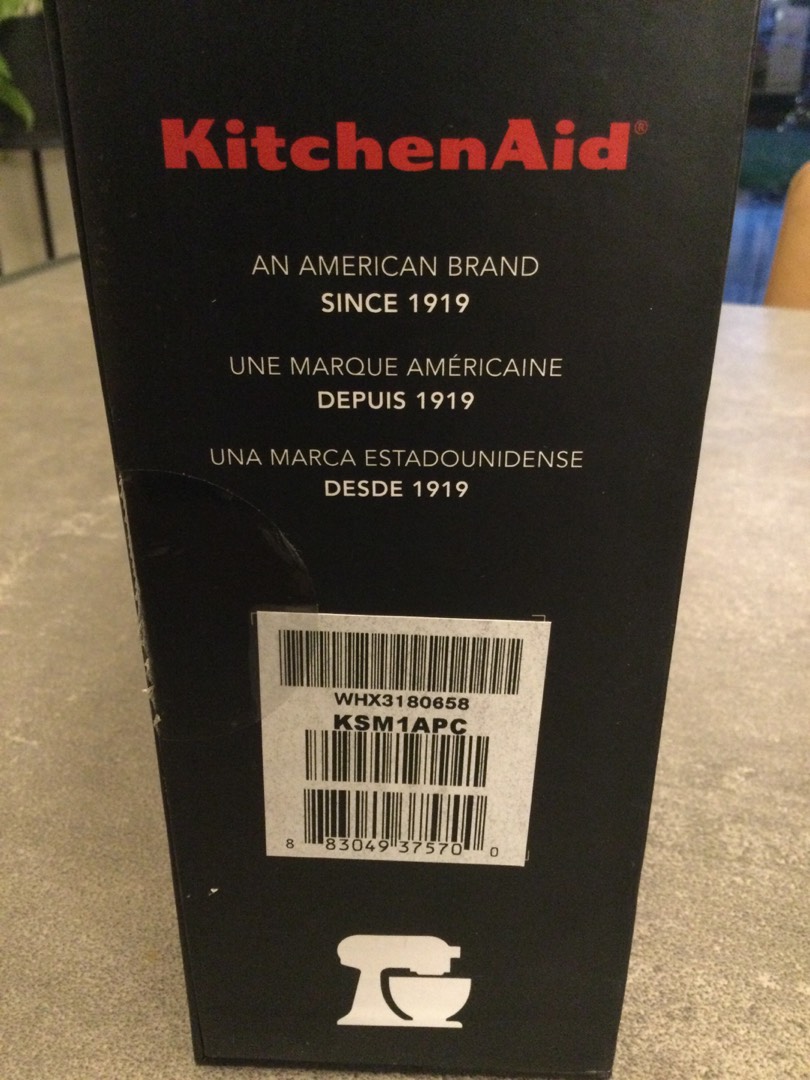 KitchenAid®
AN AMERICAN BRAND
SINCE 1919
UNE MARQUE AMÉRICAINE
DEPUIS 1919
UNA MARCA ESTADOUNIDENSE
DESDE 1919
WHX3180658
KSM1APC
8 83049 37570 0